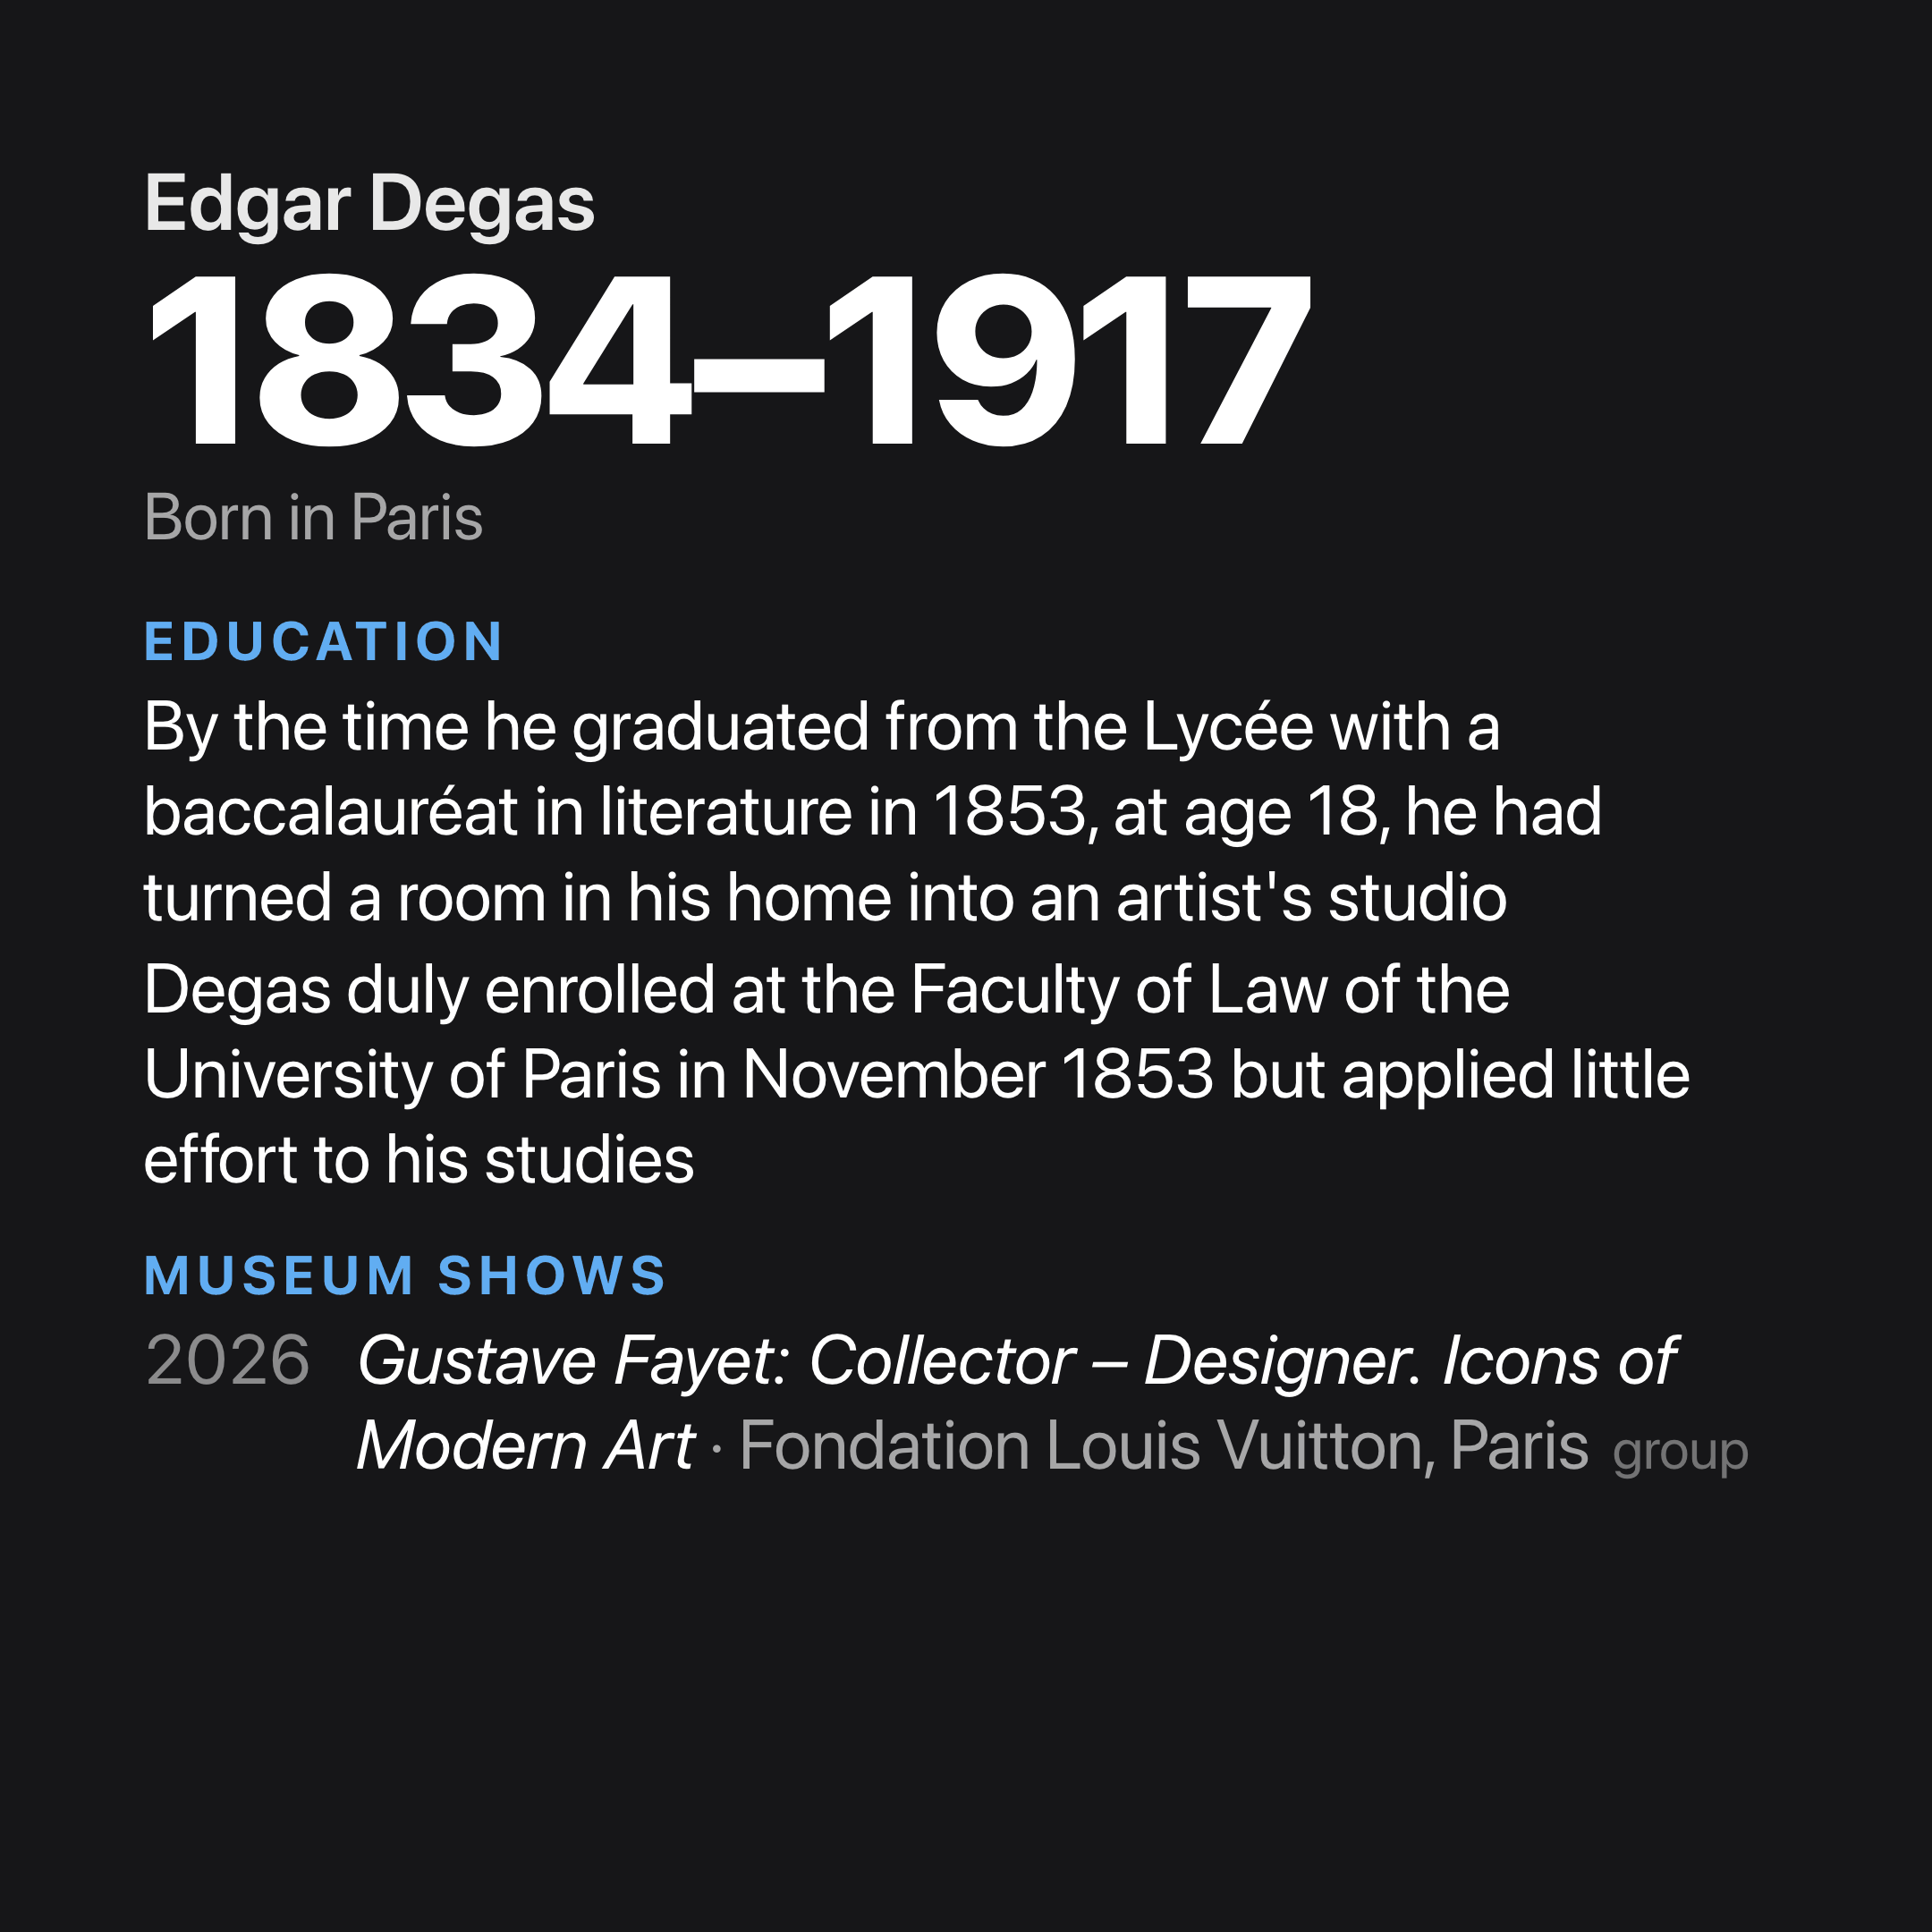 Edgar Degas
1834–1917
Born in Paris
EDUCATION
By the time he graduated from the Lycée with a
baccalauréat in literature in 1853, at age 18, he had
turned a room in his home into an artist's studio
Degas duly enrolled at the Faculty of Law of the
University of Paris in November 1853 but applied little
effort to his studies
MUSEUM SHOWS
2026 Gustave Fayet: Collector – Designer. Icons of
Modern Art · Fondation Louis Vuitton, Paris group